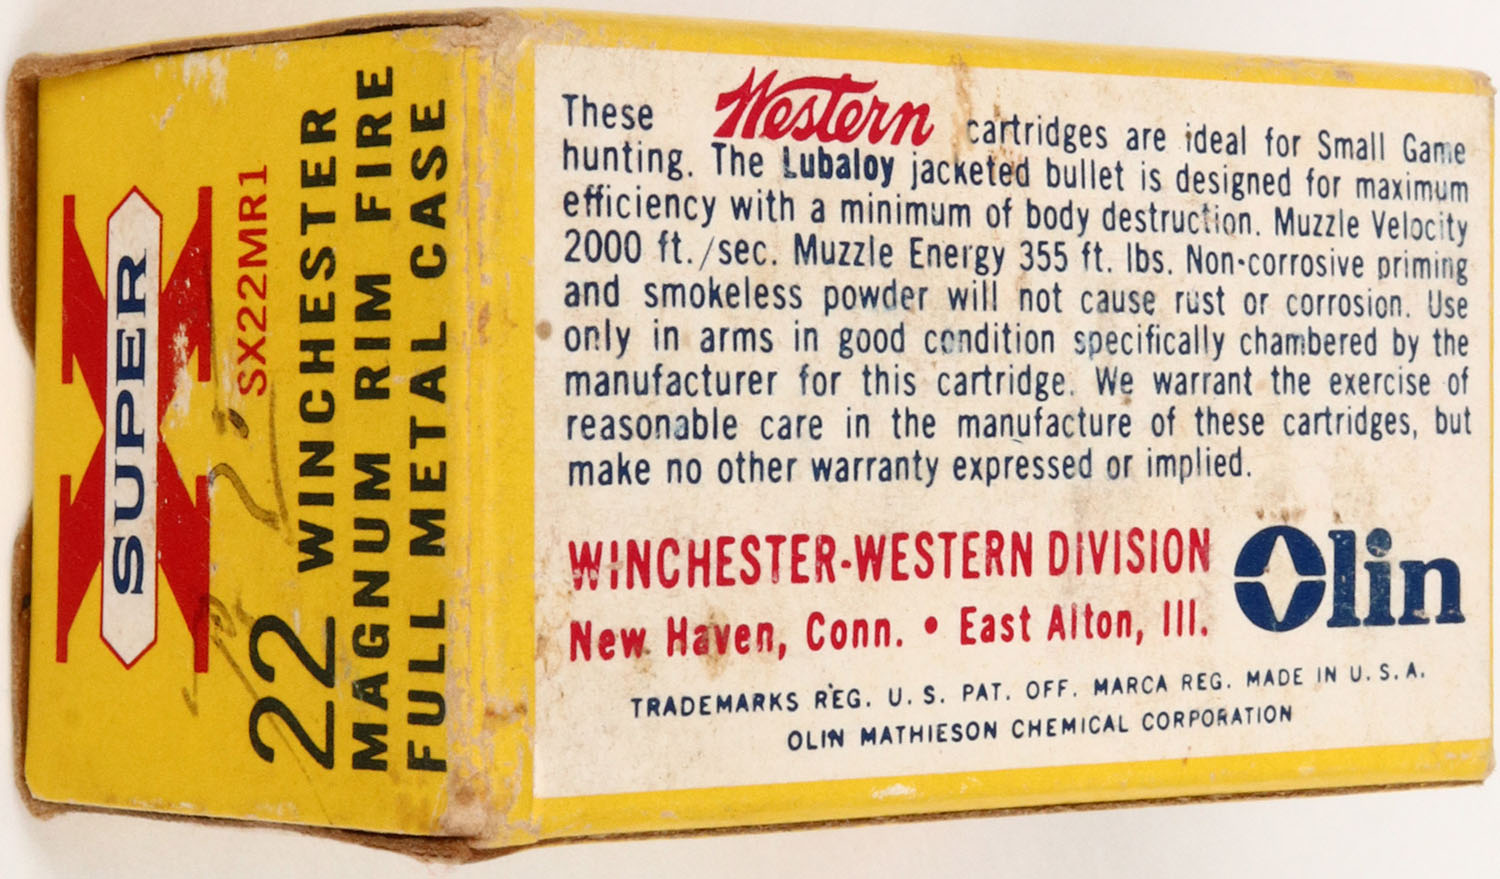 SUPER
X
SX22MR1
22 WINCHESTER
MAGNUM RIM FIRE
FULL METAL CASE
These Western cartridges are ideal for Small Game
hunting. The Lubaloy jacketed bullet is designed for maximum
efficiency with a minimum of body destruction. Muzzle Velocity
2000 ft./sec. Muzzle Energy 355 ft. lbs. Non-corrosive priming
and smokeless powder will not cause rust or corrosion. Use
only in arms in good condition specifically chambered by the
manufacturer for this cartridge. We warrant the exercise of
reasonable care in the manufacture of these cartridges, but
make no other warranty expressed or implied.
WINCHESTER-WESTERN DIVISION
New Haven, Conn. • East Alton, Ill.
Olin
TRADEMARKS REG. U. S. PAT. OFF. MARCA REG. MADE IN U. S. A.
OLIN MATHIESON CHEMICAL CORPORATION